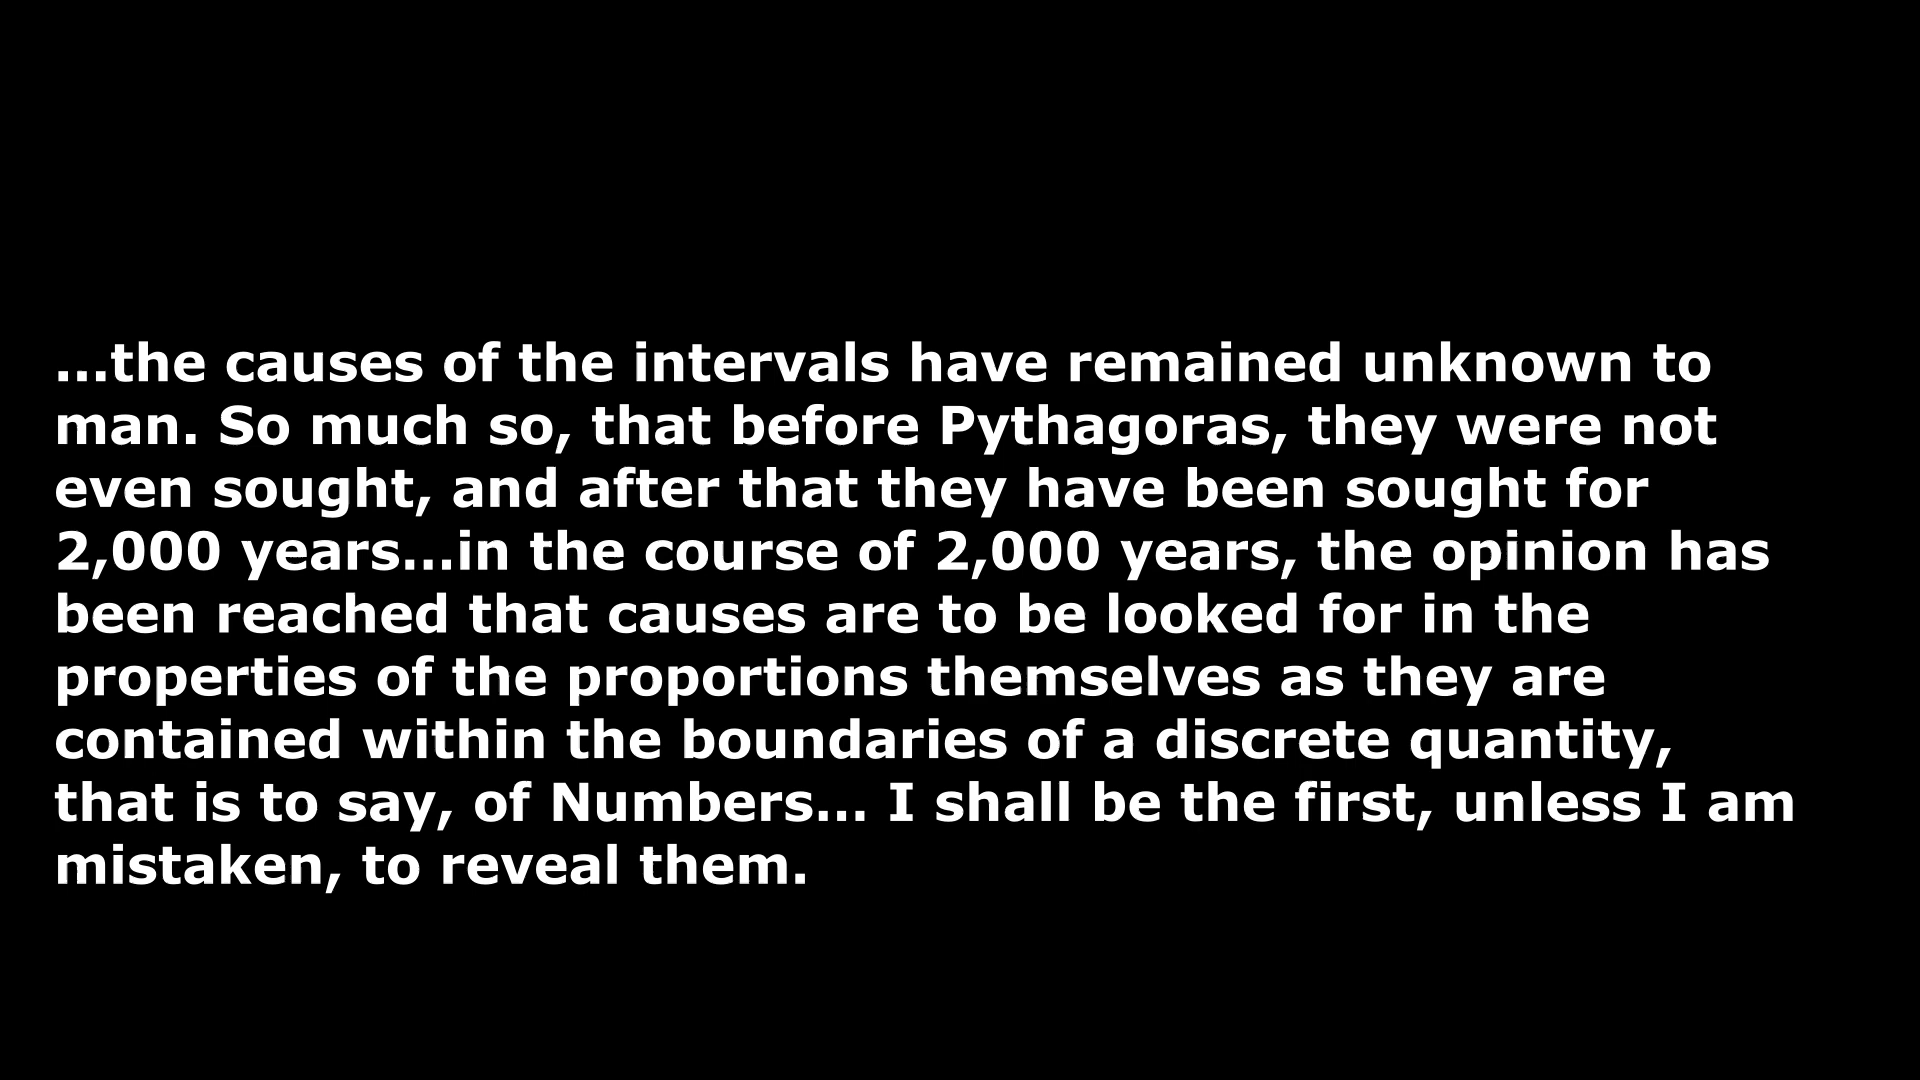 ...the causes of the intervals have remained unknown to
man. So much so, that before Pythagoras, they were not
even sought, and after that they have been sought for
2,000 years...in the course of 2,000 years, the opinion has
been reached that causes are to be looked for in the
properties of the proportions themselves as they are
contained within the boundaries of a discrete quantity,
that is to say, of Numbers... I shall be the first, unless I am
mistaken, to reveal them.